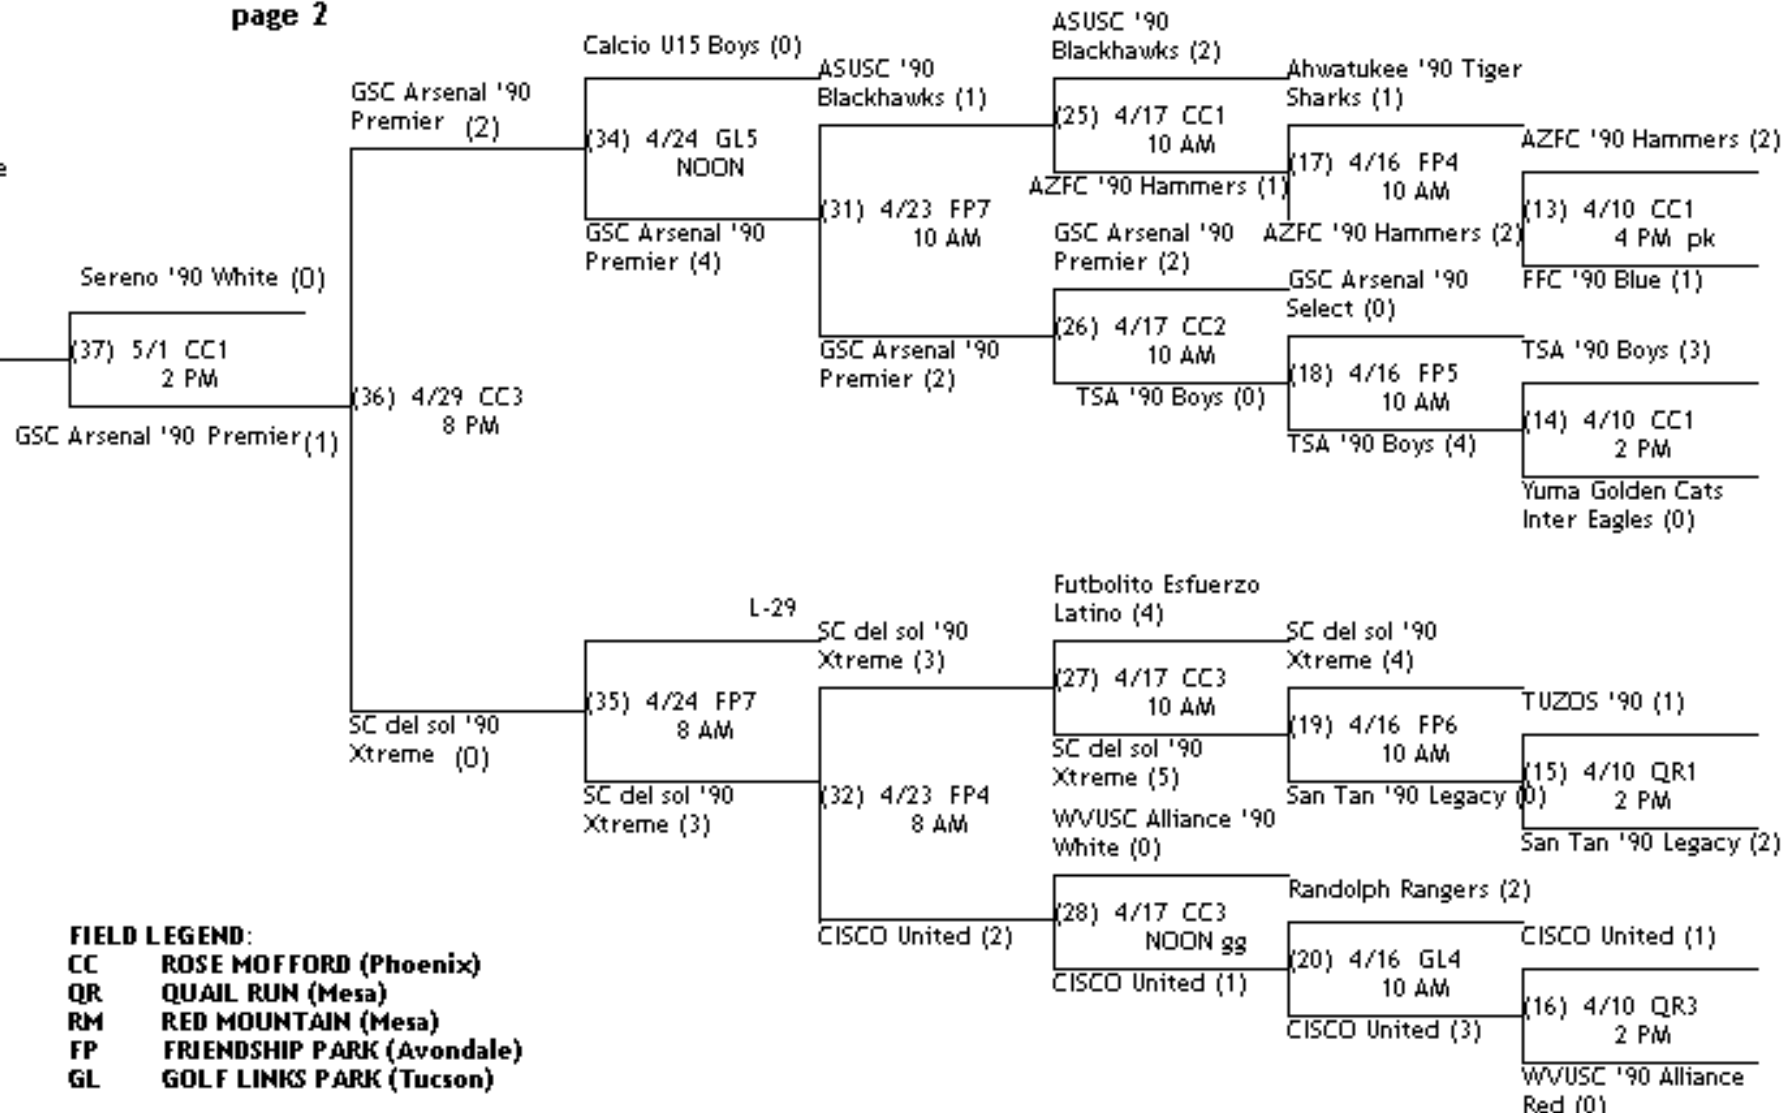 page 2
e
Sereno '90 White (0)
(37) 5/1 CC1
2 PM
GSC Arsenal '90 Premier (1)
GSC Arsenal '90
Premier (2)
(36) 4/29 CC3
8 PM
SC del sol '90
Xtreme (0)
Calcio U15 Boys (0)
(34) 4/24 GL5
NOON
GSC Arsenal '90
Premier (4)
L-29
(35) 4/24 FP7
8 AM
SC del sol '90
Xtreme (3)
ASUSC '90
Blackhawks (1)
(31) 4/23 FP7
10 AM
GSC Arsenal '90
Premier (2)
SC del sol '90
Xtreme (3)
(32) 4/23 FP4
8 AM
CISCO United (2)
ASUSC '90
Blackhawks (2)
(25) 4/17 CC1
10 AM
AZFC '90 Hammers (1)
GSC Arsenal '90
Premier (2)
(26) 4/17 CC2
10 AM
TSA '90 Boys (0)
Futbolito Esfuerzo
Latino (4)
(27) 4/17 CC3
10 AM
SC del sol '90
Xtreme (5)
WVUSC Alliance '90
White (0)
(28) 4/17 CC3
NOON gg
CISCO United (1)
Ahwatukee '90 Tiger
Sharks (1)
(17) 4/16 FP4
10 AM
AZFC '90 Hammers (2)
GSC Arsenal '90
Select (0)
(18) 4/16 FP5
10 AM
TSA '90 Boys (4)
SC del sol '90
Xtreme (4)
(19) 4/16 FP6
10 AM
San Tan '90 Legacy (0)
Randolph Rangers (2)
(20) 4/16 GL4
10 AM
CISCO United (3)
AZFC '90 Hammers (2)
(13) 4/10 CC1
4 PM pk
FFC '90 Blue (1)
TSA '90 Boys (3)
(14) 4/10 CC1
2 PM
Yuma Golden Cats
Inter Eagles (0)
TUZOS '90 (1)
(15) 4/10 QR1
2 PM
San Tan '90 Legacy (2)
CISCO United (1)
(16) 4/10 QR3
2 PM
WVUSC '90 Alliance
Red (0)
FIELD LEGEND:
CC ROSE MOFFORD (Phoenix)
QR QUAIL RUN (Mesa)
RM RED MOUNTAIN (Mesa)
FP FRIENDSHIP PARK (Avondale)
GL GOLF LINKS PARK (Tucson)